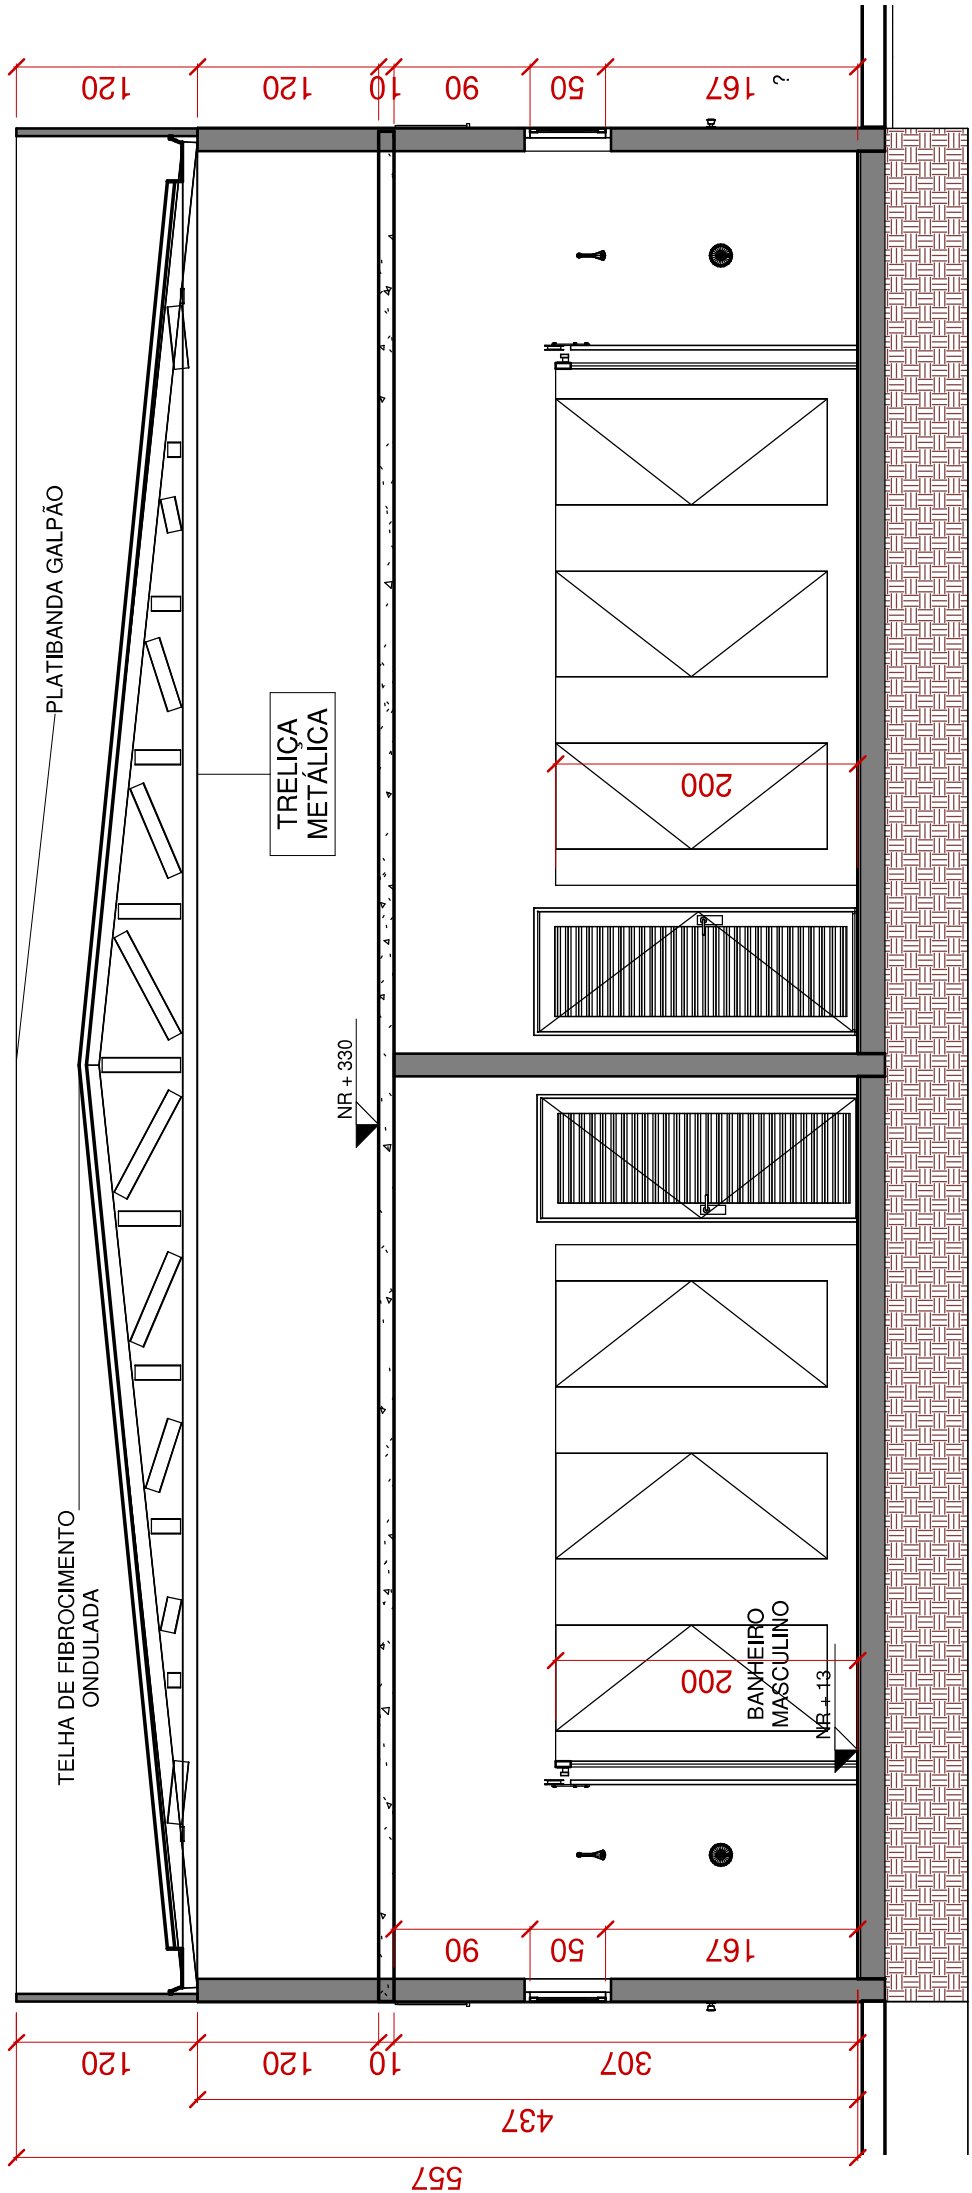 120
120
10
90
50
167
?
PLATIBANDA GALPÃO
TRELIÇA
METÁLICA
200
NR + 330
TELHA DE FIBROCIMENTO
ONDULADA
200
BANHEIRO
MASCULINO
NR + 13
90
50
167
120
120
10
307
437
557